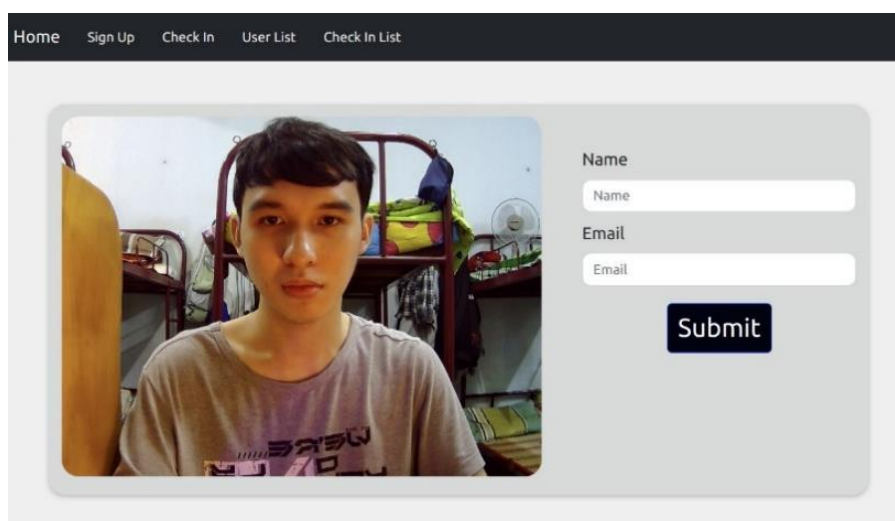 Home Sign Up Check In User List Check In List
Name
Name
Email
Email
Submit